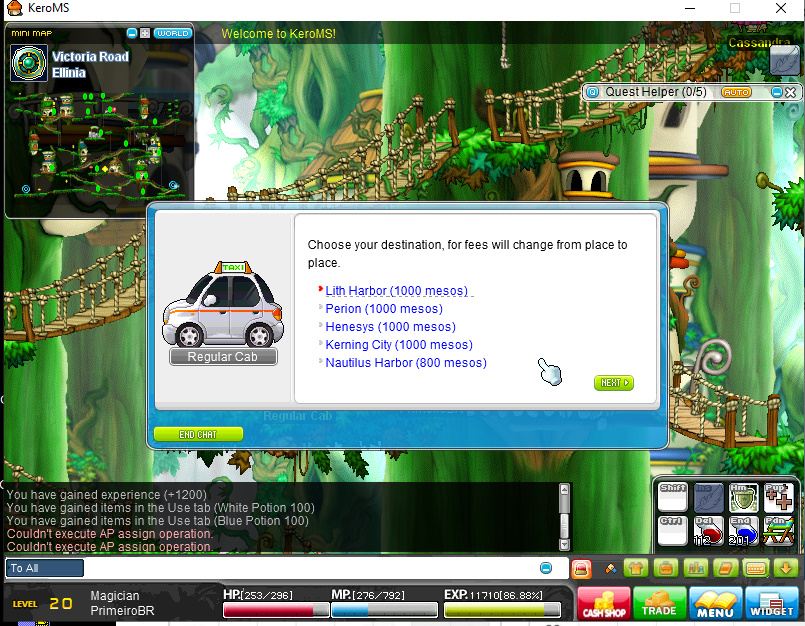 KeroMS
MINI MAP
WORLD
Victoria Road
Ellinia
Welcome to KeroMS!
Cassandra
Quest Helper (0/5)
AUTO
TAXI
Regular Cab
Choose your destination, for fees will change from place to
place.
Lith Harbor (1000 mesos)
Perion (1000 mesos)
Henesys (1000 mesos)
Kerning City (1000 mesos)
Nautilus Harbor (800 mesos)
NEXT
Regular Cab
END CHAT
You have gained experience (+1200)
You have gained items in the Use tab (White Potion 100)
You have gained items in the Use tab (Blue Potion 100)
Couldn't execute AP assign operation.
Couldn't execute AP assign operation.
Shift
Ins
Hm
Pup
Ctrl
Del
End
Pdn
To All
LEVEL 20
Magician
PrimeiroBR
HP[253/296]
MP.[276/792]
EXP.11710[86.88%]
CASH SHOP
TRADE
MENU
WIDGET